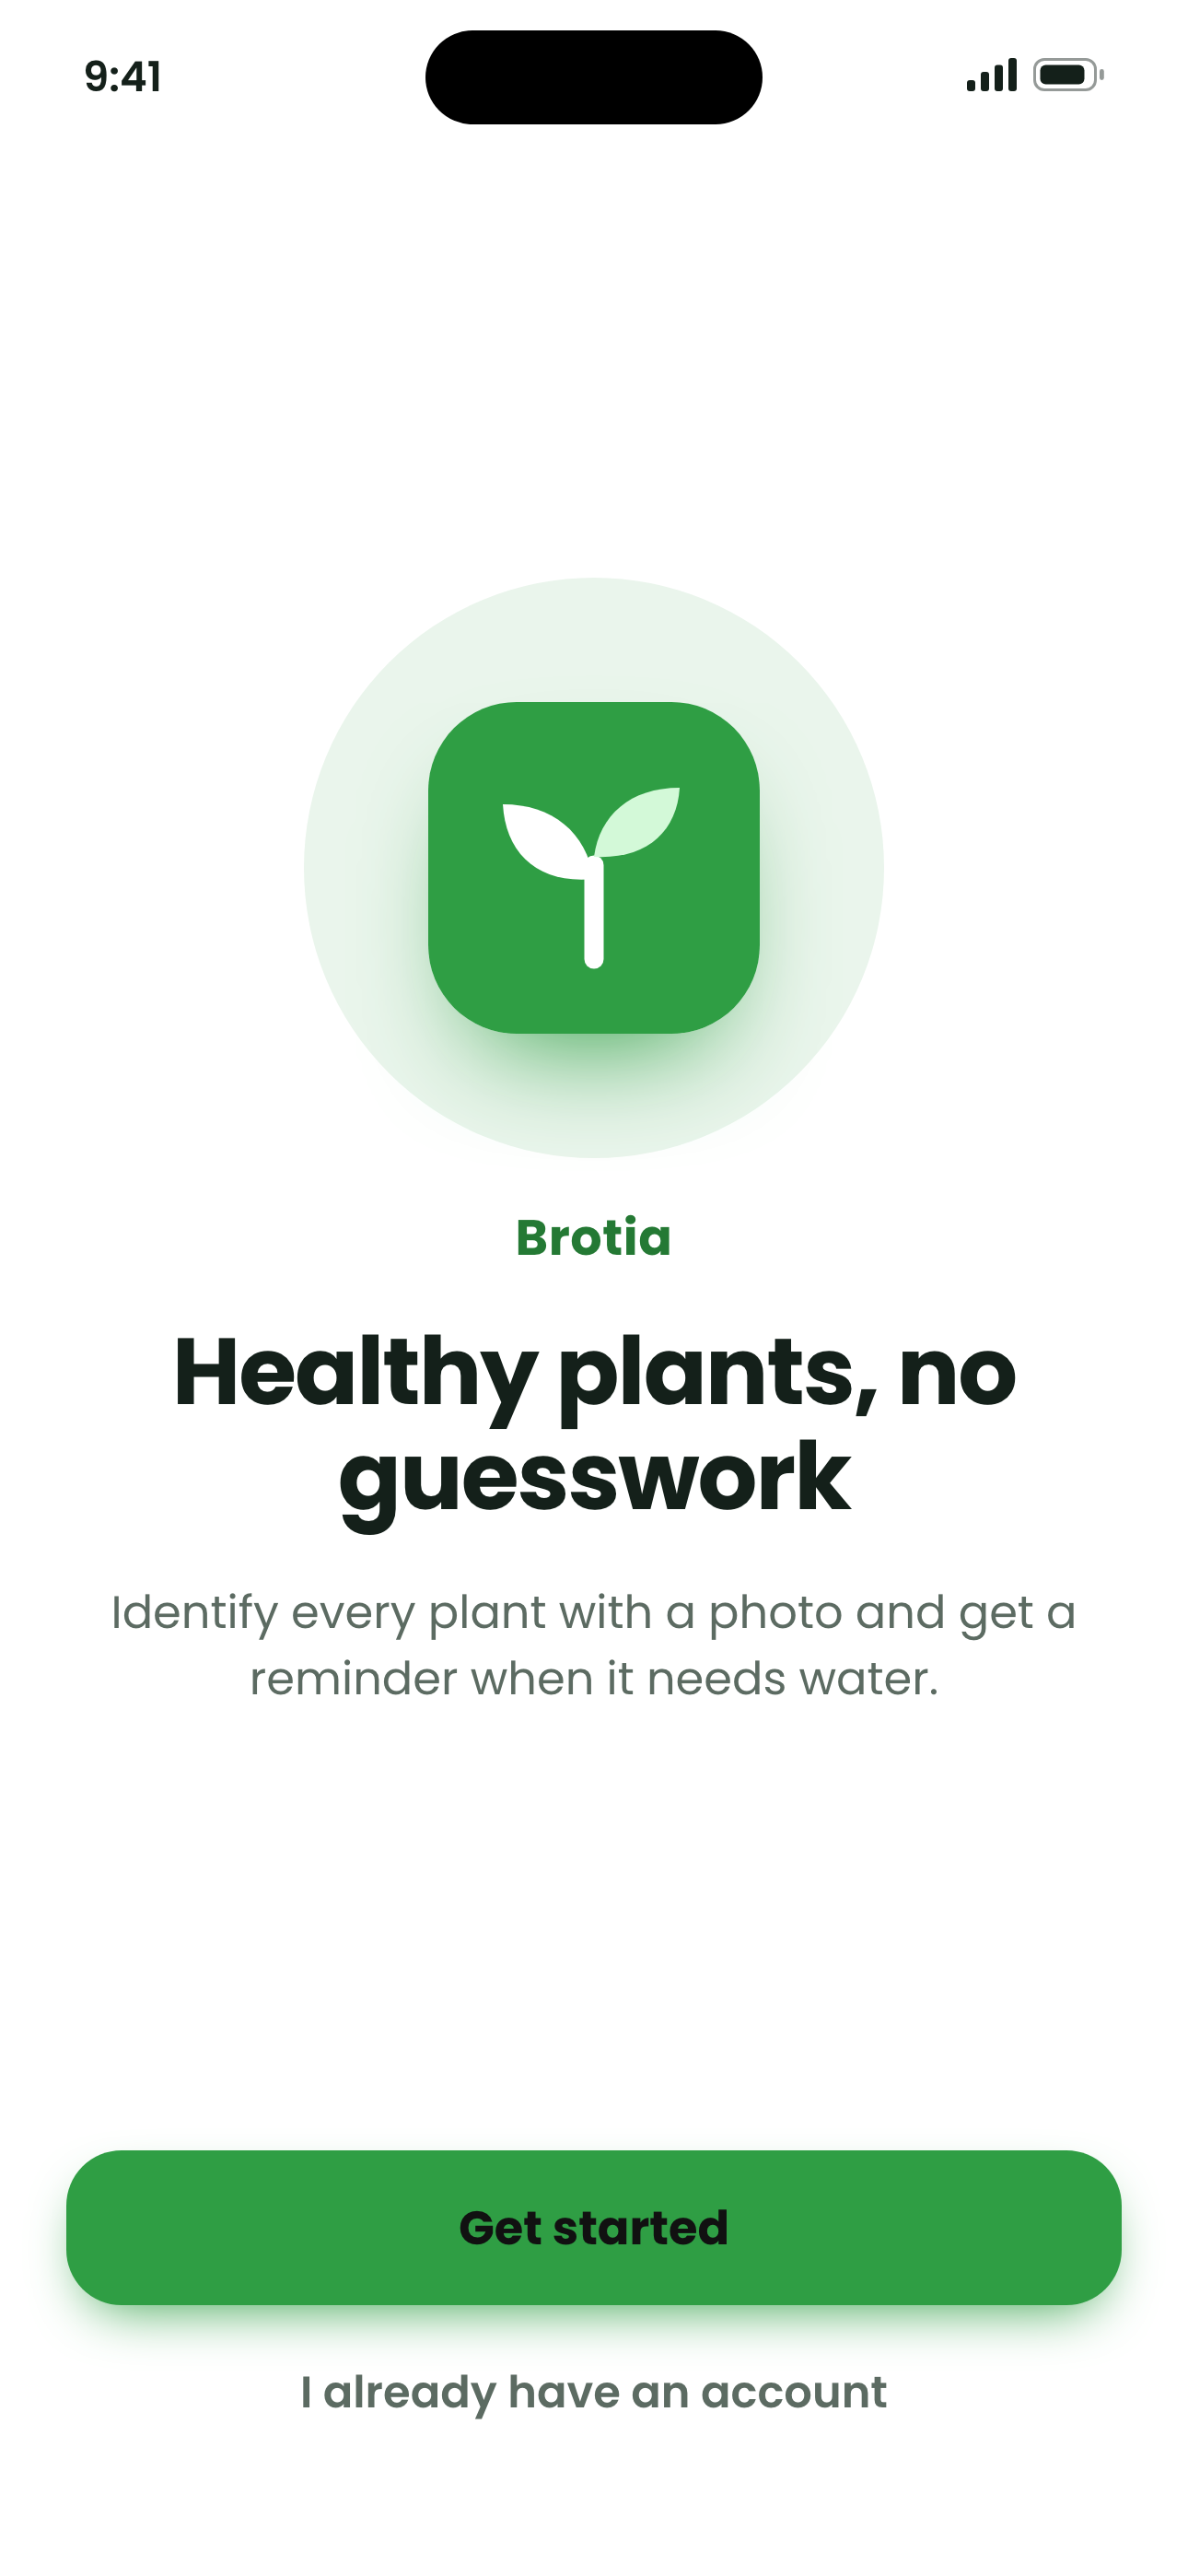 9:41
Brotia
Healthy plants, no
guesswork
Identify every plant with a photo and get a
reminder when it needs water.
Get started
I already have an account